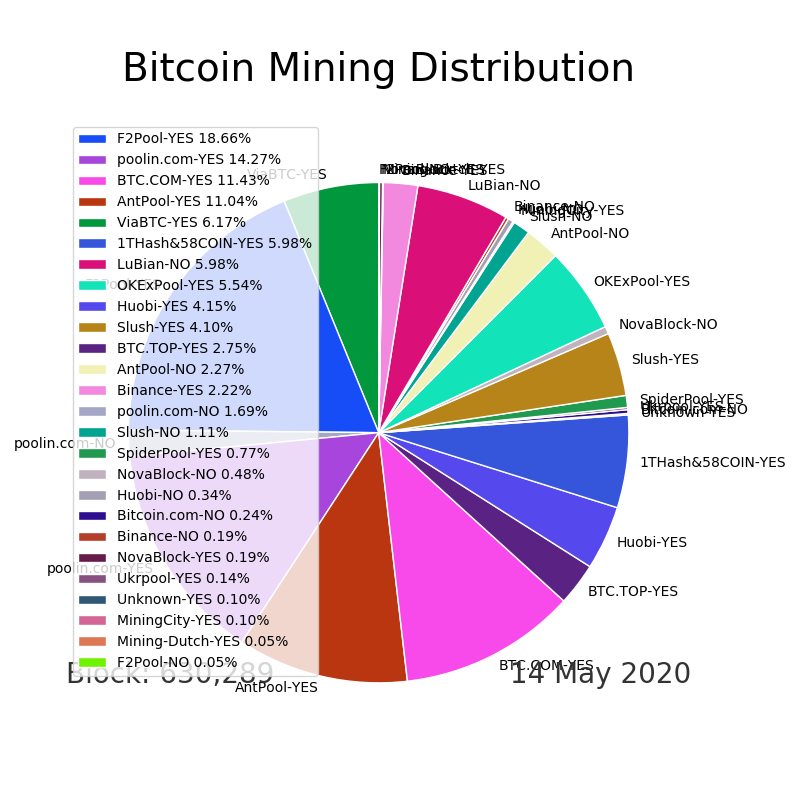 Bitcoin Mining Distribution
F2Pool-YES 18.66%
poolin.com-YES 14.27%
BTC.COM-YES 11.43%
AntPool-YES 11.04%
ViaBTC-YES 6.17%
1THash&58COIN-YES 5.98%
LuBian-NO 5.98%
OKExPool-YES 5.54%
Huobi-YES 4.15%
Slush-YES 4.10%
BTC.TOP-YES 2.75%
AntPool-NO 2.27%
Binance-YES 2.22%
poolin.com-NO 1.69%
Slush-NO 1.11%
SpiderPool-YES 0.77%
NovaBlock-NO 0.48%
Huobi-NO 0.34%
Bitcoin.com-NO 0.24%
Binance-NO 0.19%
NovaBlock-YES 0.19%
Ukrpool-YES 0.14%
Unknown-YES 0.10%
MiningCity-YES 0.10%
Mining-Dutch-YES 0.05%
F2Pool-NO 0.05%
ViaBTC-YES
poolin.com-NO
poolin.com-YES
AntPool-YES
BTC.COM-YES
BTC.TOP-YES
Huobi-YES
1THash&58COIN-YES
Unknown-YES
SpiderPool-YES
Slush-YES
NovaBlock-NO
OKExPool-YES
AntPool-NO
Slush-NO
Binance-NO
LuBian-NO
Block: 630,289
14 May 2020